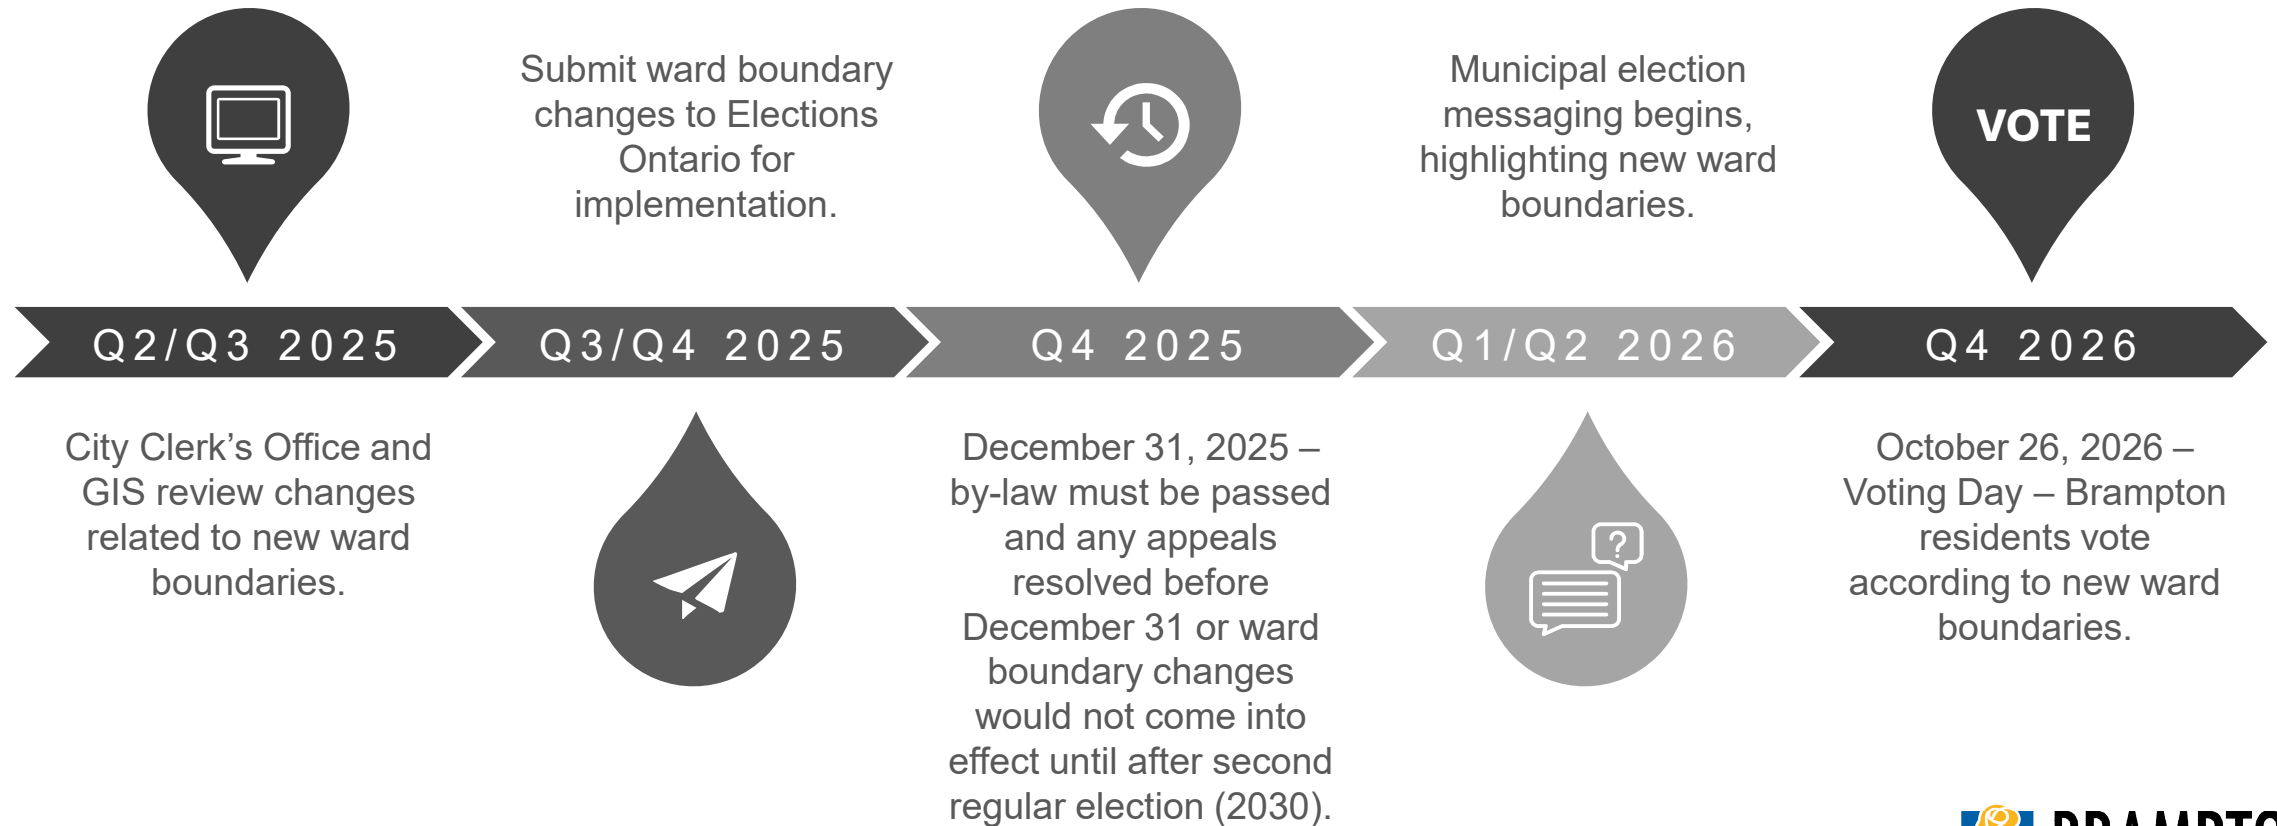 Submit ward boundary
changes to Elections
Ontario for
implementation.
Municipal election
messaging begins,
highlighting new ward
boundaries.
VOTE
Q2/Q3 2025
Q3/Q4 2025
Q4 2025
Q1/Q2 2026
Q4 2026
City Clerk’s Office and
GIS review changes
related to new ward
boundaries.
December 31, 2025 –
by-law must be passed
and any appeals
resolved before
December 31 or ward
boundary changes
would not come into
effect until after second
regular election (2030).
?
October 26, 2026 –
Voting Day – Brampton
residents vote
according to new ward
boundaries.